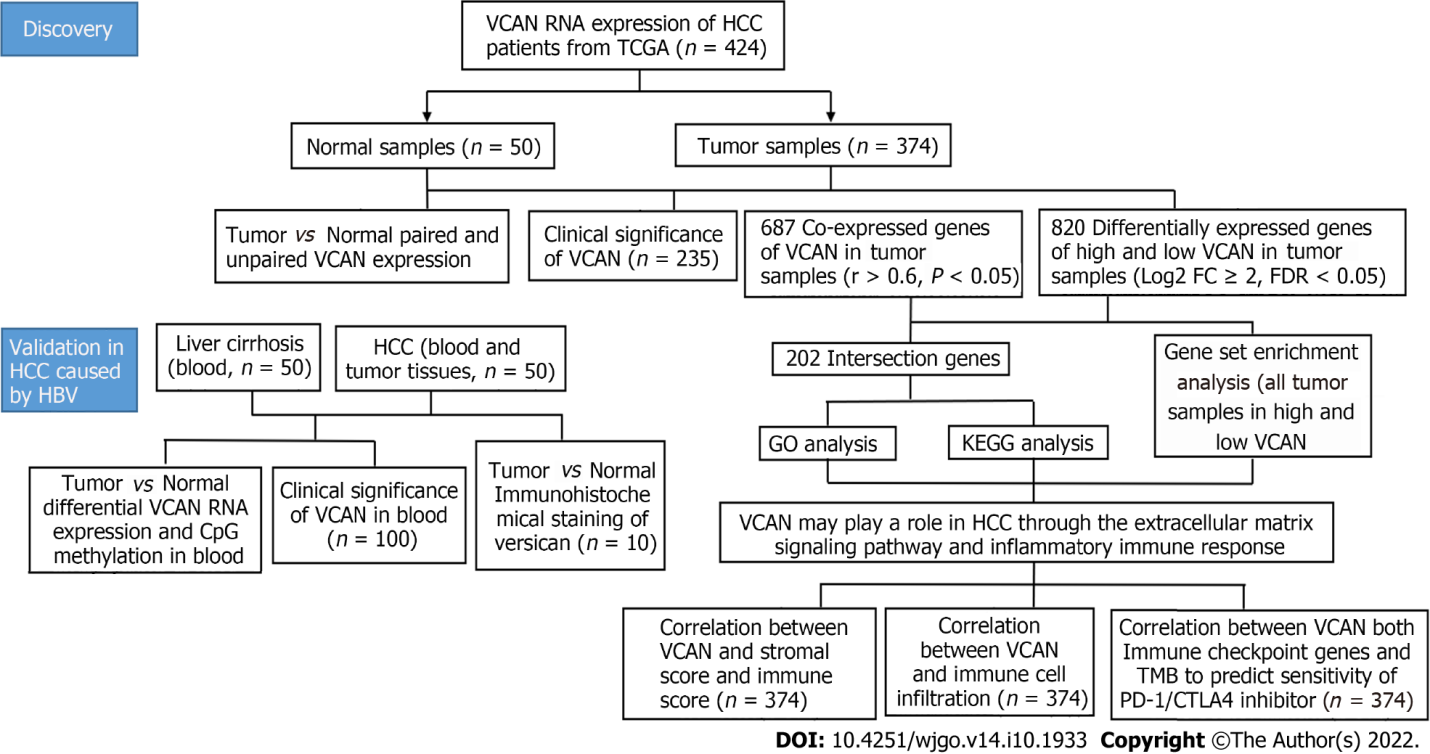 Discovery
VCAN RNA expression of HCC
patients from TCGA (n = 424)
Normal samples (n = 50)
Tumor samples (n = 374)
Tumor vs Normal paired and
unpaired VCAN expression
Clinical significance
of VCAN (n = 235)
687 Co-expressed genes
of VCAN in tumor
samples (r > 0.6, P < 0.05)
820 Differentially expressed genes
of high and low VCAN in tumor
samples (Log2 FC ≥ 2, FDR < 0.05)
202 Intersection genes
Gene set enrichment
analysis (all tumor
samples in high and
low VCAN
GO analysis
KEGG analysis
VCAN may play a role in HCC through the extracellular matrix
signaling pathway and inflammatory immune response
Correlation between
VCAN and stromal
score and immune
score (n = 374)
Correlation
between VCAN
and immune cell
infiltration (n = 374)
Correlation between VCAN both
Immune checkpoint genes and
TMB to predict sensitivity of
PD-1/CTLA4 inhibitor (n = 374)
Validation in
HCC caused
by HBV
Liver cirrhosis
(blood, n = 50)
HCC (blood and
tumor tissues, n = 50)
Tumor vs Normal
differential VCAN RNA
expression and CpG
methylation in blood
Clinical significance
of VCAN in blood
(n = 100)
Tumor vs Normal
Immunohistoche
mical staining of
versican (n = 10)
DOI: 10.4251/wjgo.v14.i10.1933 Copyright ©The Author(s) 2022.